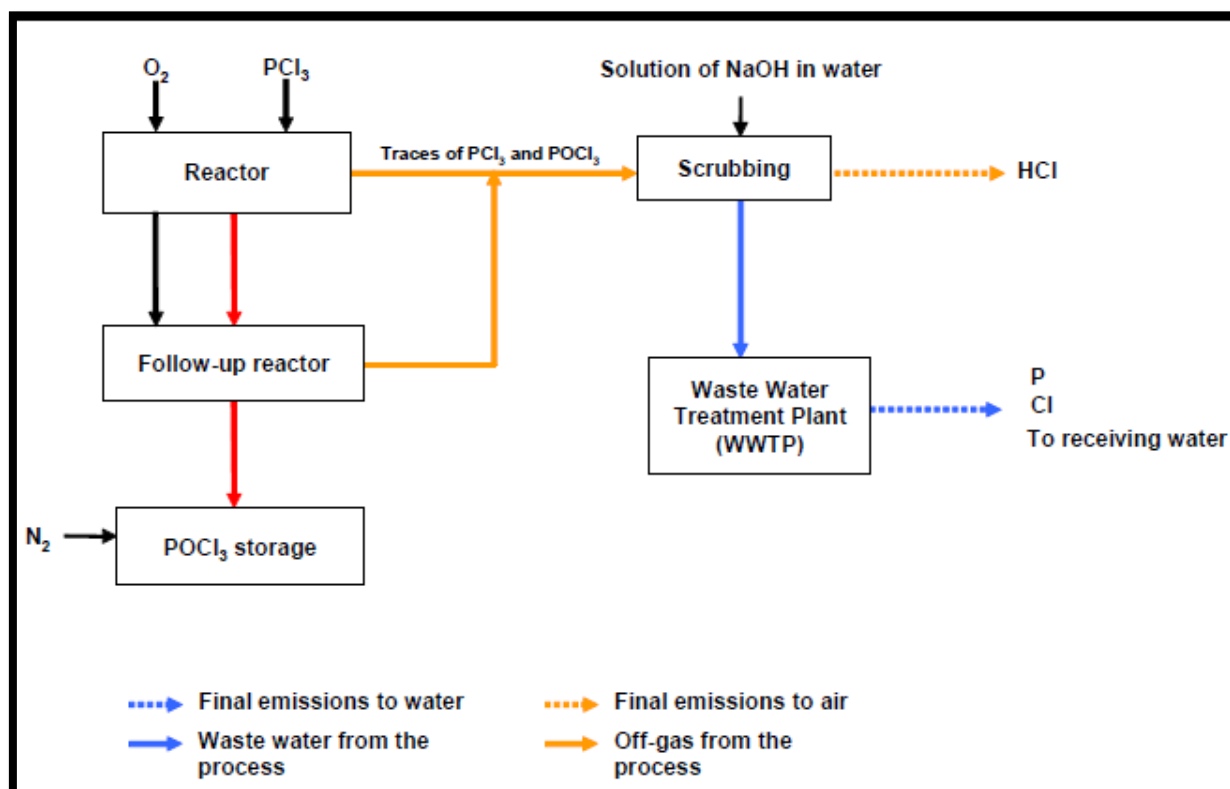 O₂
PCl₃
Solution of NaOH in water
Reactor
Traces of PCl₃ and POCl₃
Scrubbing
HCl
Follow-up reactor
Waste Water
Treatment Plant
(WWTP)
P
Cl
To receiving water
N₂
POCl₃ storage
Final emissions to water
Final emissions to air
Waste water from the
process
Off-gas from the
process